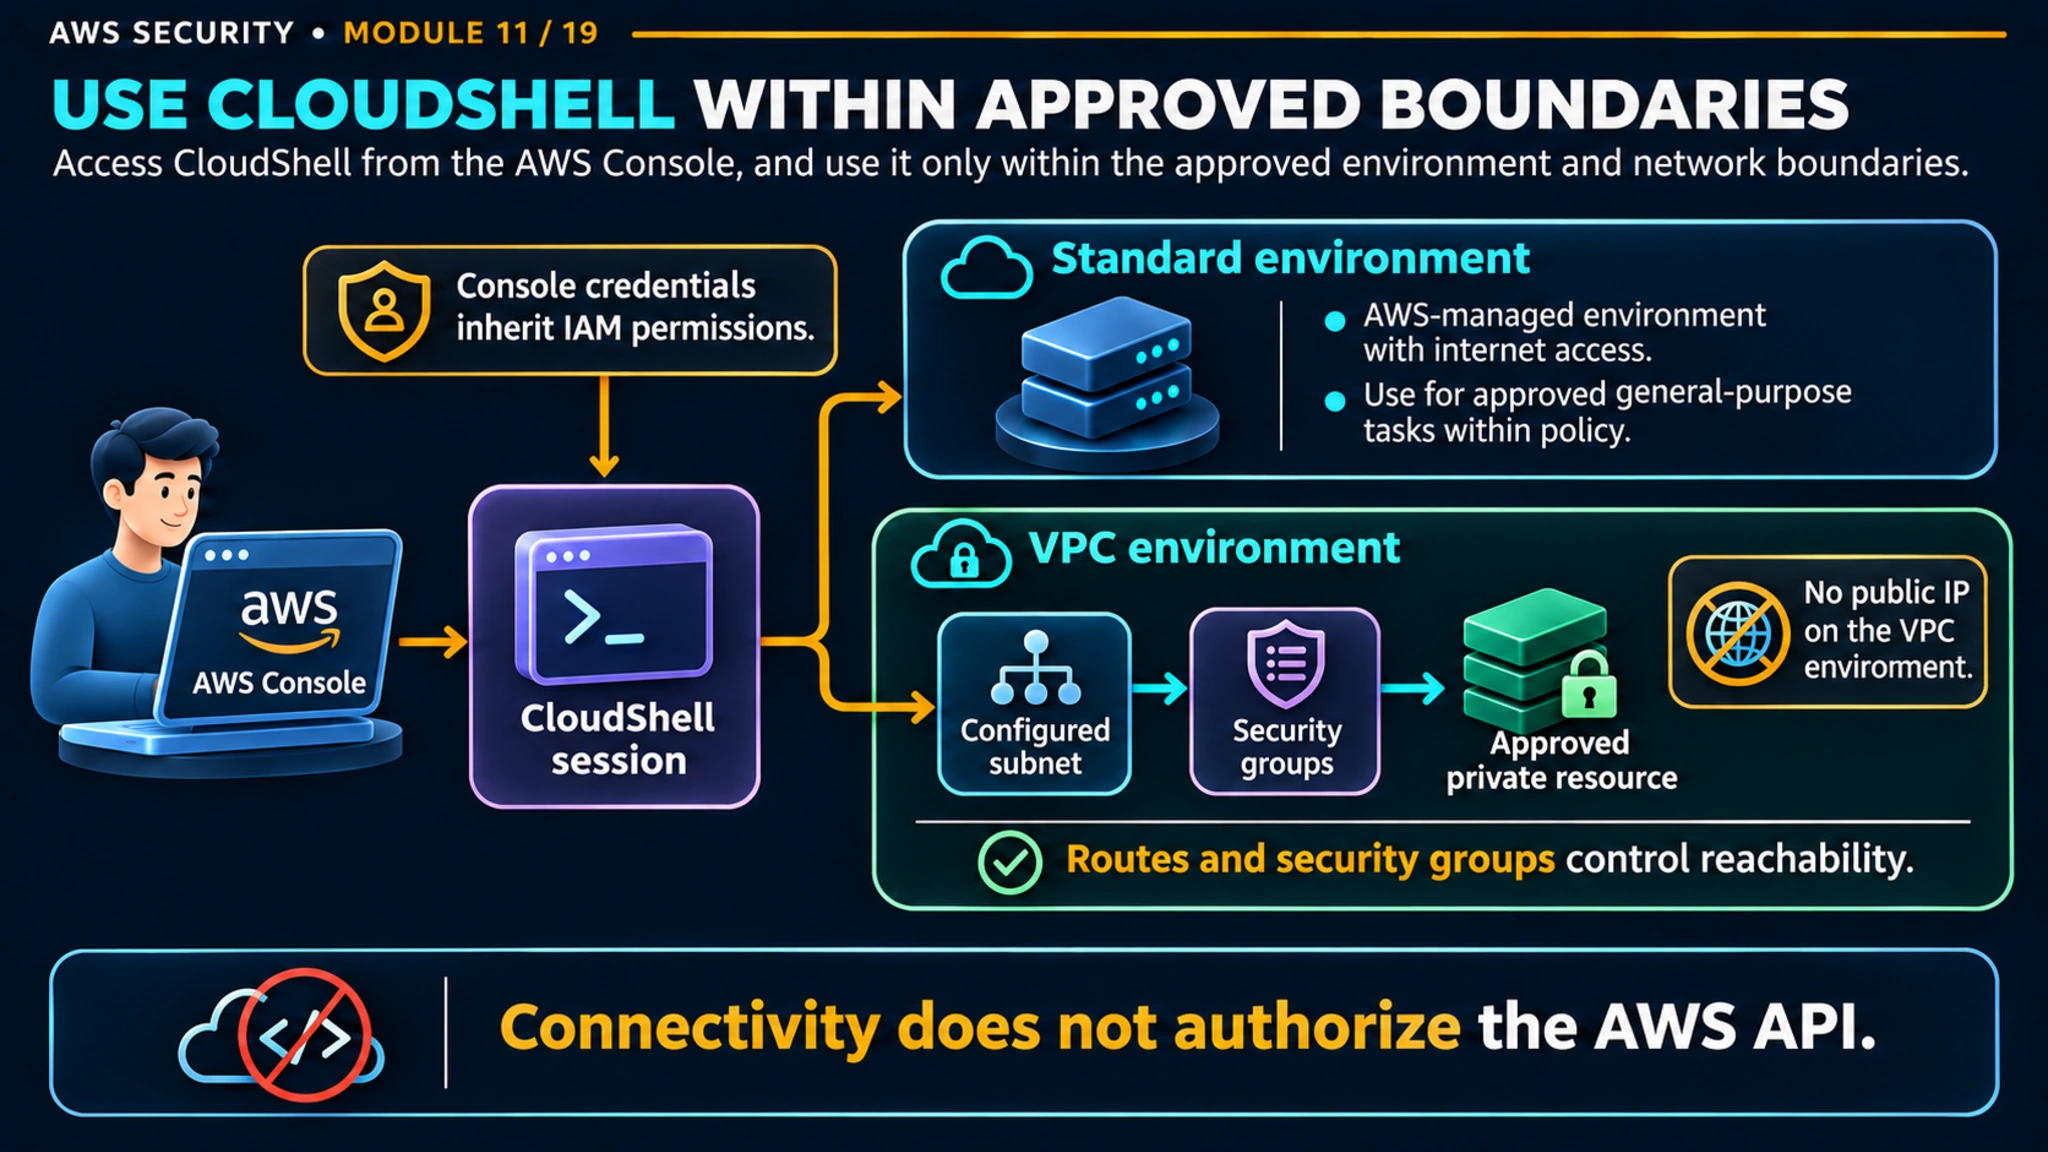 AWS SECURITY • MODULE 11 / 19
USE CLOUDSHELL WITHIN APPROVED BOUNDARIES
Access CloudShell from the AWS Console, and use it only within the approved environment and network boundaries.
Console credentials
inherit IAM permissions.
aws
AWS Console
>_
CloudShell
session
Standard environment
AWS-managed environment
with internet access.
Use for approved general-purpose
tasks within policy.
VPC environment
Configured
subnet
Security
groups
Approved
private resource
No public IP
on the VPC
environment.
Routes and security groups control reachability.
</>
Connectivity does not authorize the AWS API.